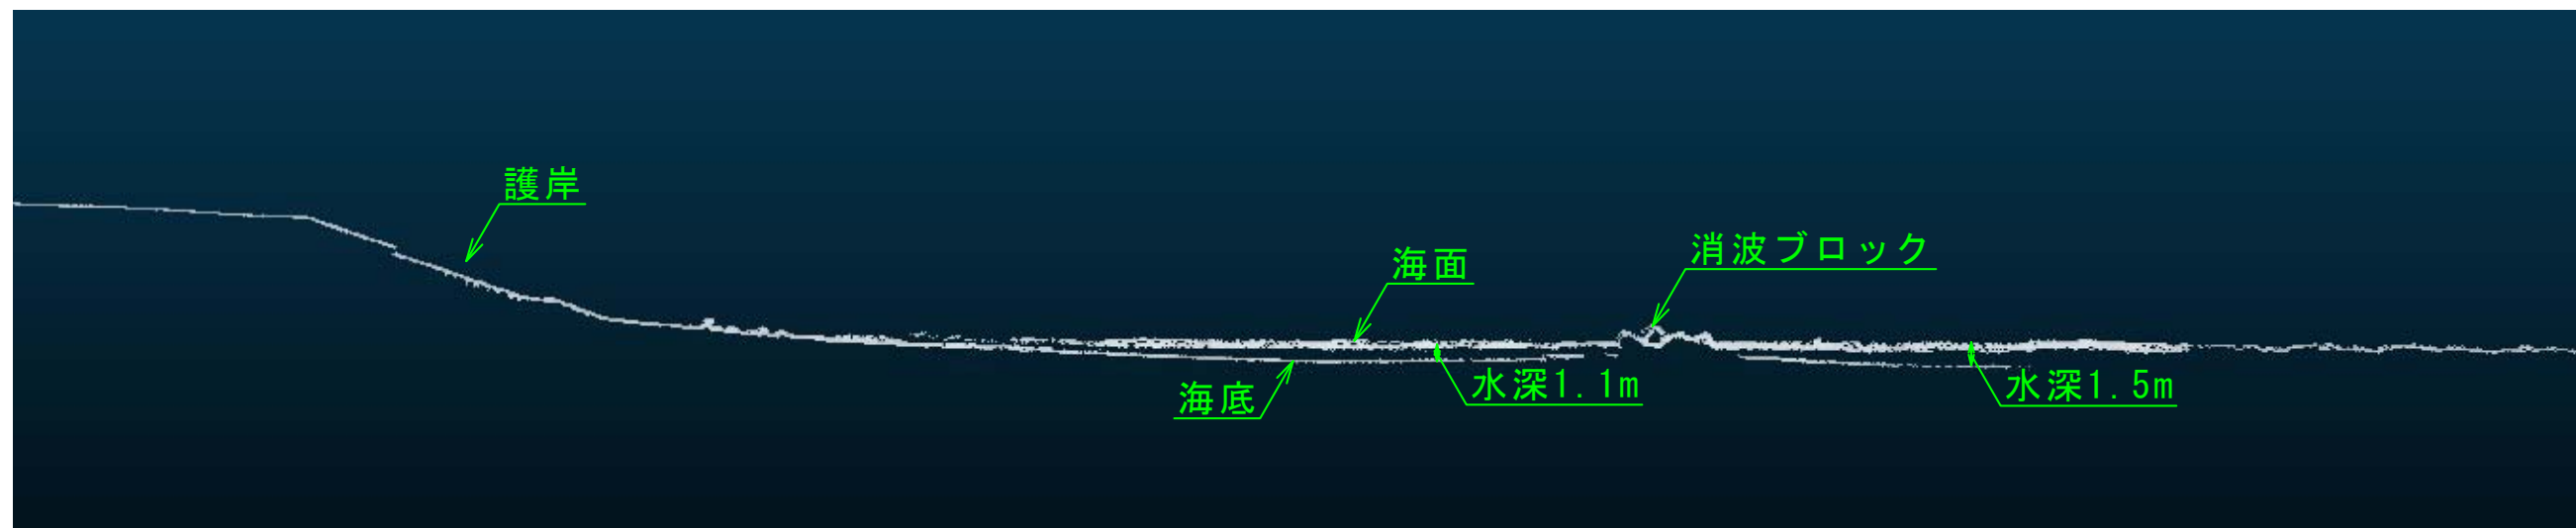 護岸
海面
消波ブロック
海底
水深1.1m
水深1.5m